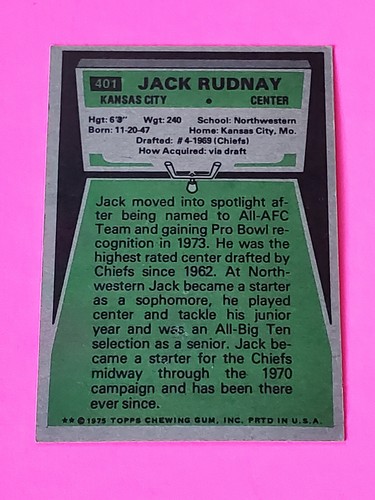 401 JACK RUDNAY
KANSAS CITY • CENTER
Hgt: 6'3" Wgt: 240 School: Northwestern
Born: 11-20-47 Home: Kansas City, Mo.
Drafted: #4-1969 (Chiefs)
How Acquired: via draft
Jack moved into spotlight af-
ter being named to All-AFC
Team and gaining Pro Bowl re-
cognition in 1973. He was the
highest rated center drafted by
Chiefs since 1962. At North-
western Jack became a starter
as a sophomore, he played
center and tackle his junior
year and was an All-Big Ten
selection as a senior. Jack be-
came a starter for the Chiefs
midway through the 1970
campaign and has been there
ever since.
** © 1975 TOPPS CHEWING GUM, INC. PRTD IN U.S.A.